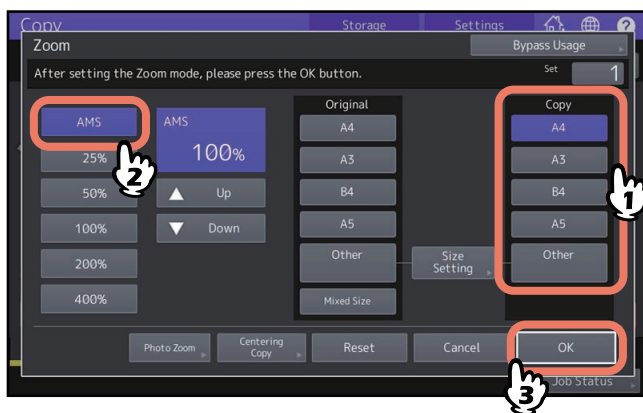 Copy
Storage
Settings
Zoom
Bypass Usage
After setting the Zoom mode, please press the OK button.
Set
1
AMS
25%
50%
100%
200%
400%
AMS
100%
Up
Down
Original
A4
A3
B4
A5
Other
Mixed Size
Size
Setting
Copy
A4
A3
B4
A5
Other
Photo Zoom
Centering
Copy
Reset
Cancel
OK
Job Status
2
1
3